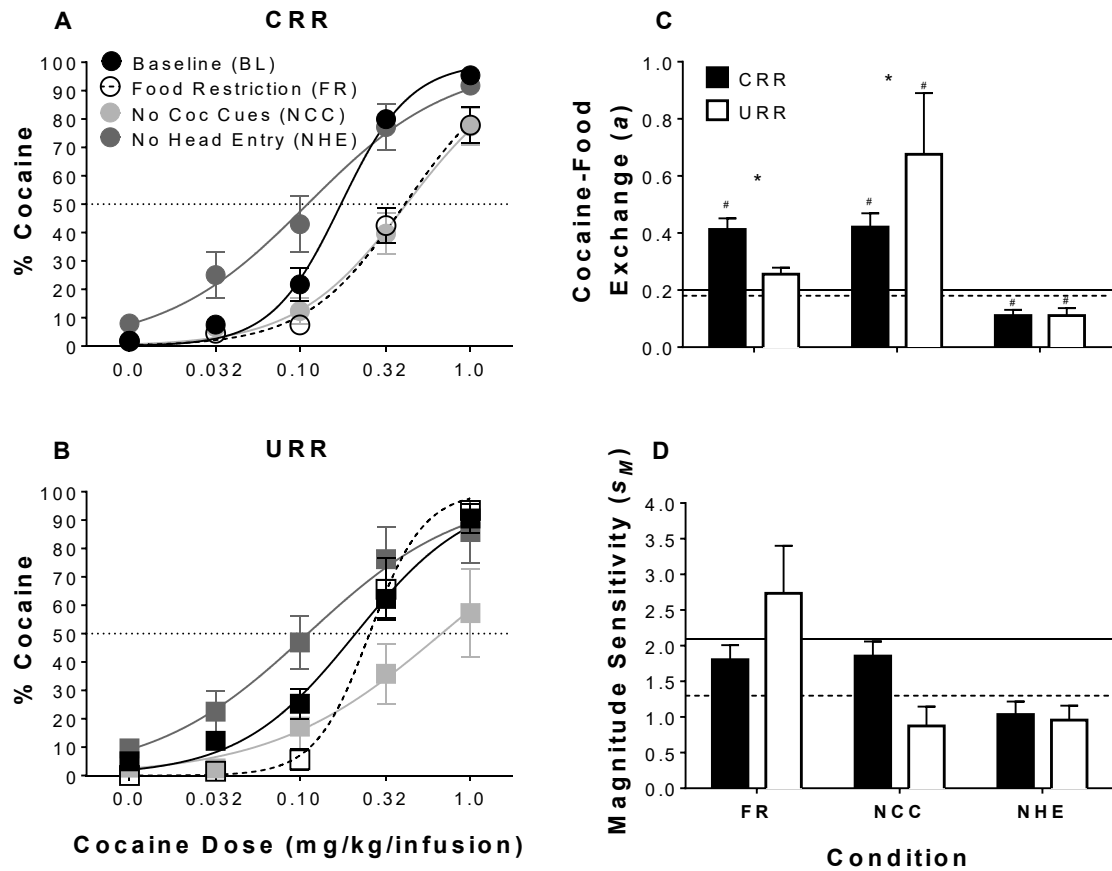 A
CRR
% Cocaine
100
90
80
70
60
50
40
30
20
10
0
Baseline (BL)
Food Restriction (FR)
No Coc Cues (NCC)
No Head Entry (NHE)
0.0 0.032 0.10 0.32 1.0
B
URR
% Cocaine
100
90
80
70
60
50
40
30
20
10
0
0.0 0.032 0.10 0.32 1.0
Cocaine Dose (mg/kg/infusion)
C
Cocaine-Food
Exchange (a)
1.0
0.8
0.6
0.4
0.2
0.0
CRR
URR
* #
*
# #
# #
D
Magnitude Sensitivity (sM)
4.0
3.5
3.0
2.5
2.0
1.5
1.0
0.5
0.0
FR NCC NHE
Condition